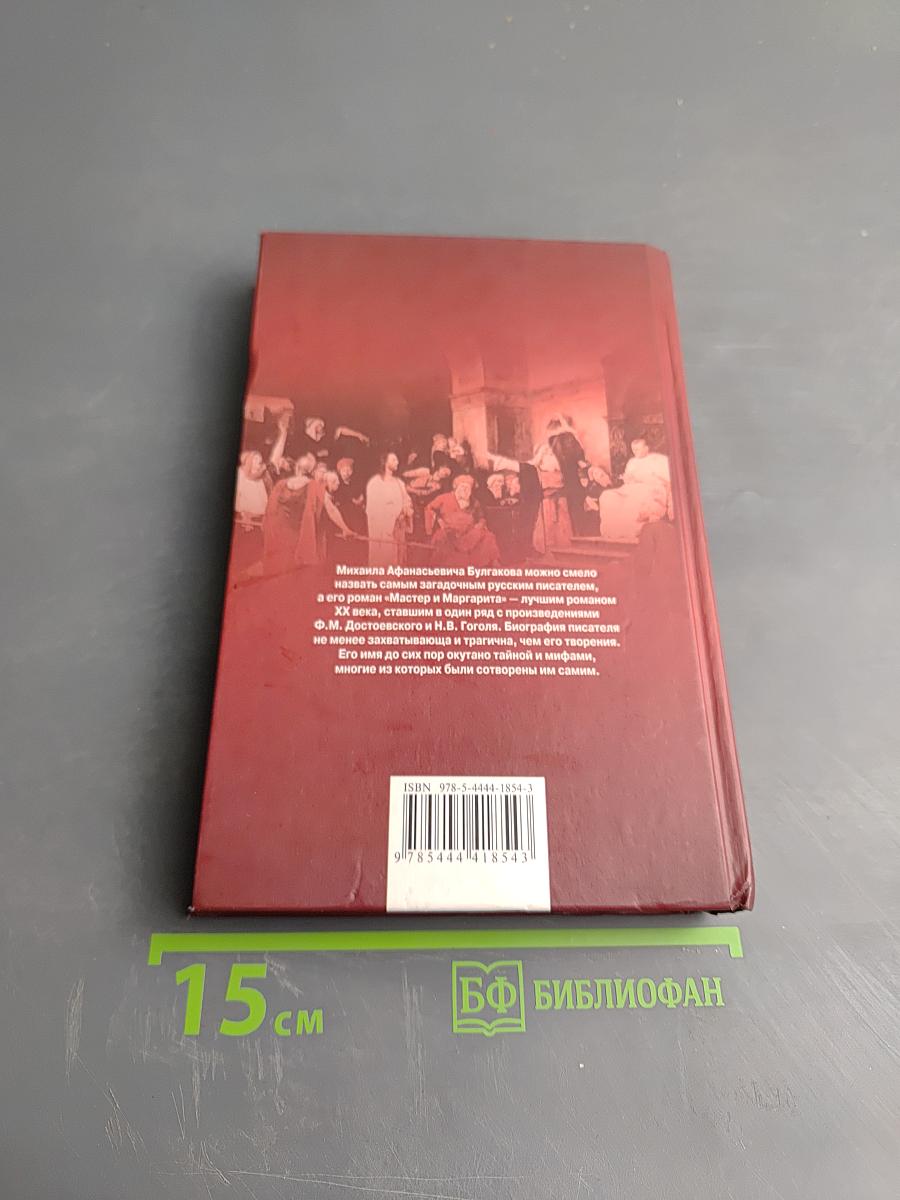 Михаила Афанасьевича Булгакова можно смело
назвать самым загадочным русским писателем,
а его роман «Мастер и Маргарита» — лучшим романом
XX века, ставшим в один ряд с произведениями
Ф.М. Достоевского и Н.В. Гоголя. Биография писателя
не менее захватывающа и трагична, чем его творения.
Его имя до сих пор окутано тайной и мифами,
многие из которых были сотворены им самим.
ISBN 978-5-4444-1854-3
9 785444 418543
15 см
БФ БИБЛИОФАН